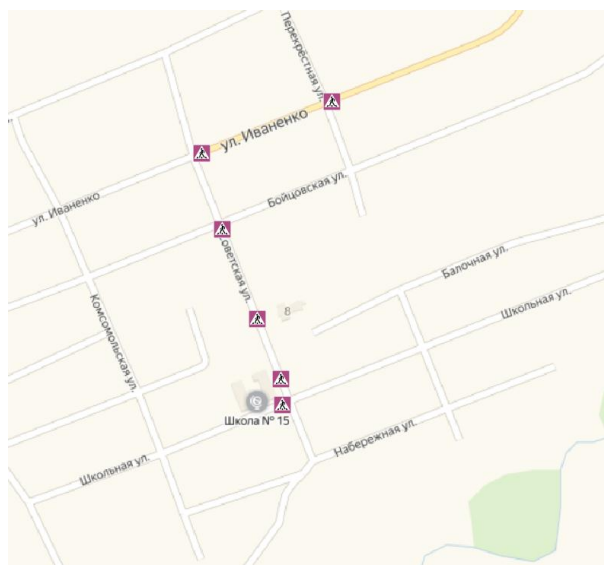 Перекрёстная ул.
ул. Иваненко
Бойцовская ул.
ул. Иваненко
Балочная ул.
оветская ул.
Школьная ул.
8
Комсомольская ул.
Школа № 15
Набережная ул.
Школьная ул.